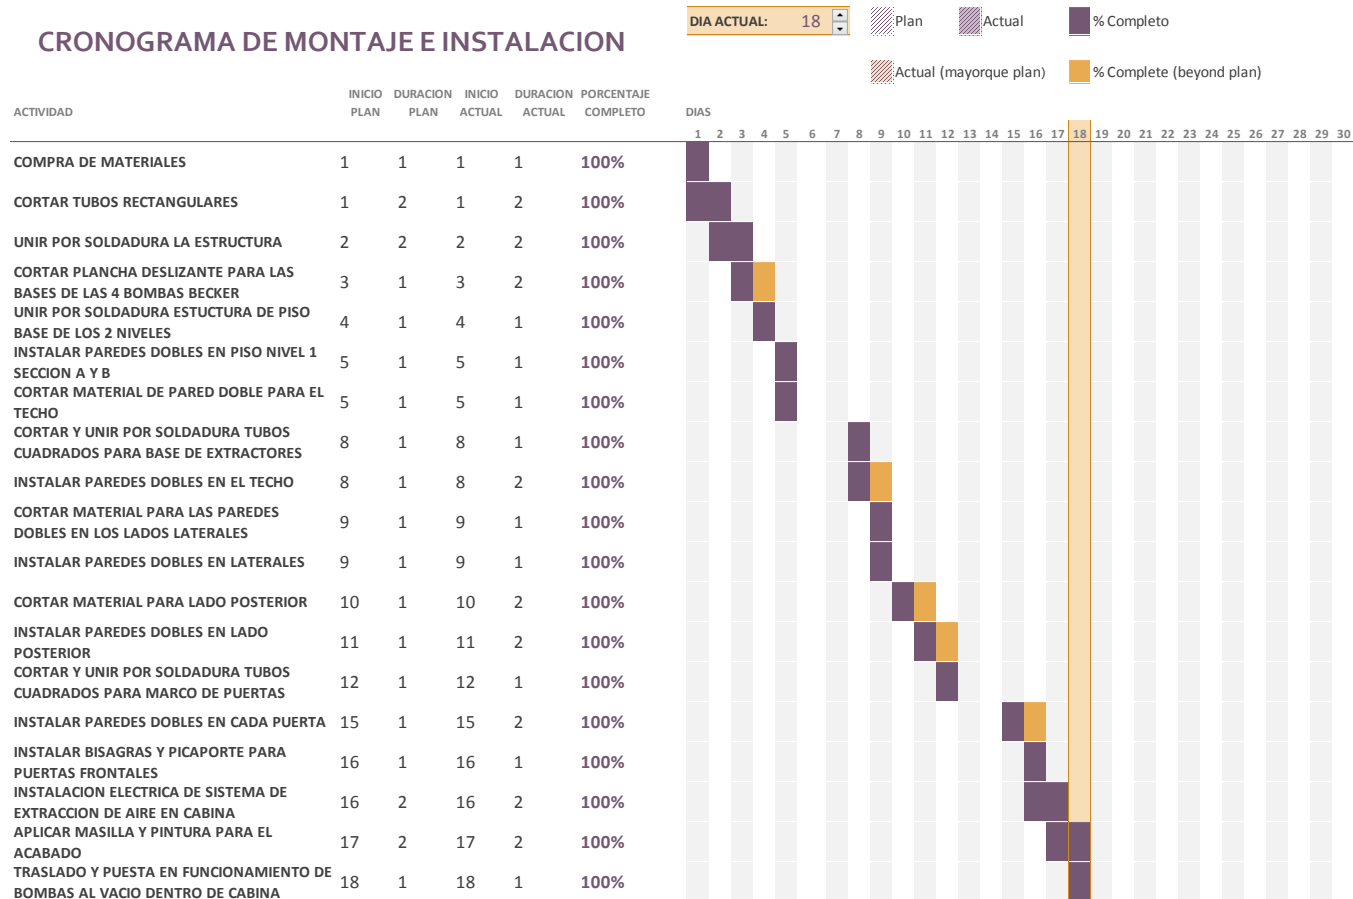 CRONOGRAMA DE MONTAJE E INSTALACION
DIA ACTUAL: 18
Plan
Actual
% Completo
Actual (mayorque plan)
% Complete (beyond plan)
ACTIVIDAD
INICIO DURACION INICIO DURACION PORCENTAJE
PLAN PLAN ACTUAL ACTUAL COMPLETO
DIAS
1 2 3 4 5 6 7 8 9 10 11 12 13 14 15 16 17 18 19 20 21 22 23 24 25 26 27 28 29 30
COMPRA DE MATERIALES 1 1 1 1 100%
CORTAR TUBOS RECTANGULARES 1 2 1 2 100%
UNIR POR SOLDADURA LA ESTRUCTURA 2 2 2 2 100%
CORTAR PLANCHA DESLIZANTE PARA LAS
BASES DE LAS 4 BOMBAS BECKER 3 1 3 2 100%
UNIR POR SOLDADURA ESTUCTURA DE PISO
BASE DE LOS 2 NIVELES 4 1 4 1 100%
INSTALAR PAREDES DOBLES EN PISO NIVEL 1
SECCION A Y B 5 1 5 1 100%
CORTAR MATERIAL DE PARED DOBLE PARA EL
TECHO 5 1 5 1 100%
CORTAR Y UNIR POR SOLDADURA TUBOS
CUADRADOS PARA BASE DE EXTRACTORES 8 1 8 1 100%
INSTALAR PAREDES DOBLES EN EL TECHO 8 1 8 2 100%
CORTAR MATERIAL PARA LAS PAREDES
DOBLES EN LOS LADOS LATERALES 9 1 9 1 100%
INSTALAR PAREDES DOBLES EN LATERALES 9 1 9 1 100%
CORTAR MATERIAL PARA LADO POSTERIOR 10 1 10 2 100%
INSTALAR PAREDES DOBLES EN LADO
POSTERIOR 11 1 11 2 100%
CORTAR Y UNIR POR SOLDADURA TUBOS
CUADRADOS PARA MARCO DE PUERTAS 12 1 12 1 100%
INSTALAR PAREDES DOBLES EN CADA PUERTA 15 1 15 2 100%
INSTALAR BISAGRAS Y PICAPORTE PARA
PUERTAS FRONTALES 16 1 16 1 100%
INSTALACION ELECTRICA DE SISTEMA DE
EXTRACCION DE AIRE EN CABINA 16 2 16 2 100%
APLICAR MASILLA Y PINTURA PARA EL
ACABADO 17 2 17 2 100%
TRASLADO Y PUESTA EN FUNCIONAMIENTO DE
BOMBAS AL VACIO DENTRO DE CABINA 18 1 18 1 100%